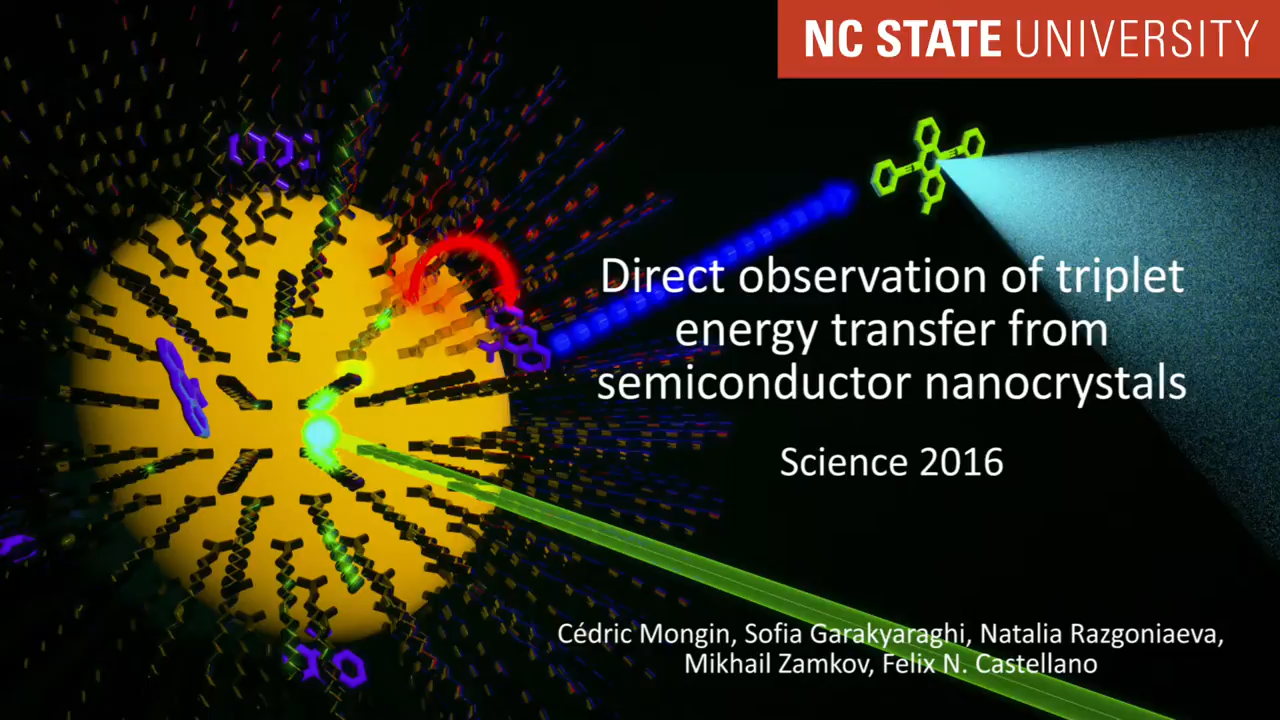 NC STATE UNIVERSITY
Direct observation of triplet
energy transfer from
semiconductor nanocrystals
Science 2016
Cédric Mongin, Sofia Garakyaraghi, Natalia Razgoniaeva,
Mikhail Zamkov, Felix N. Castellano